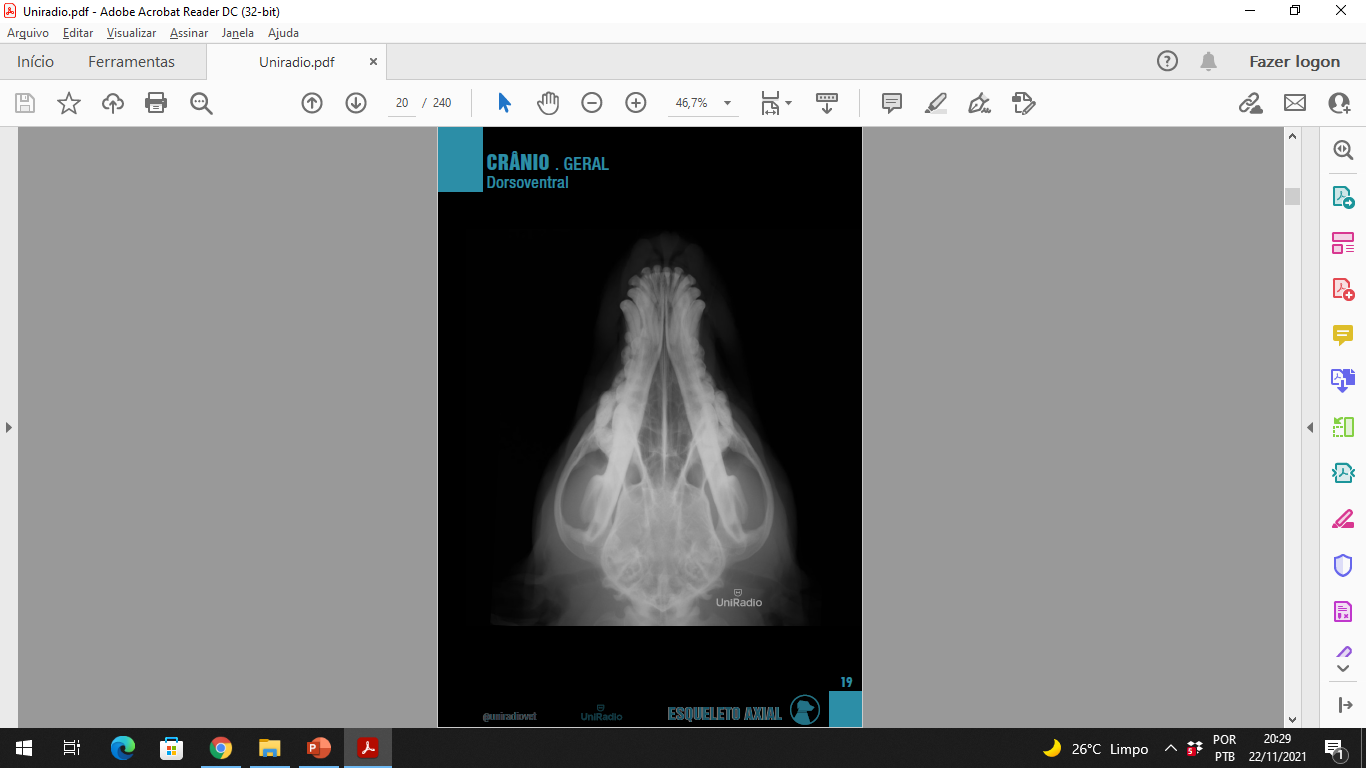 Uniradio.pdf - Adobe Acrobat Reader DC (32-bit)
Arquivo Editar Visualizar Assinar Janela Ajuda
Início Ferramentas Uniradio.pdf Fazer logon
20 / 240 46,7%
CRÂNIO . GERAL
Dorsoventral
UniRadio
19
@uniradiovet UniRadio ESQUELETO AXIAL
26°C Limpo POR 20:29
PTB 22/11/2021 1